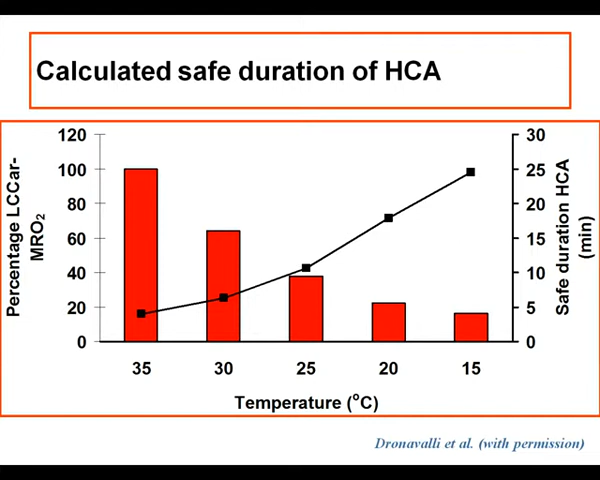 Calculated safe duration of HCA
Percentage LCCar-
MRO₂
120
100
80
60
40
20
0
30
25
20
15
10
5
0
Safe duration HCA
(min)
35 30 25 20 15
Temperature (°C)
Dronavalli et al. (with permission)